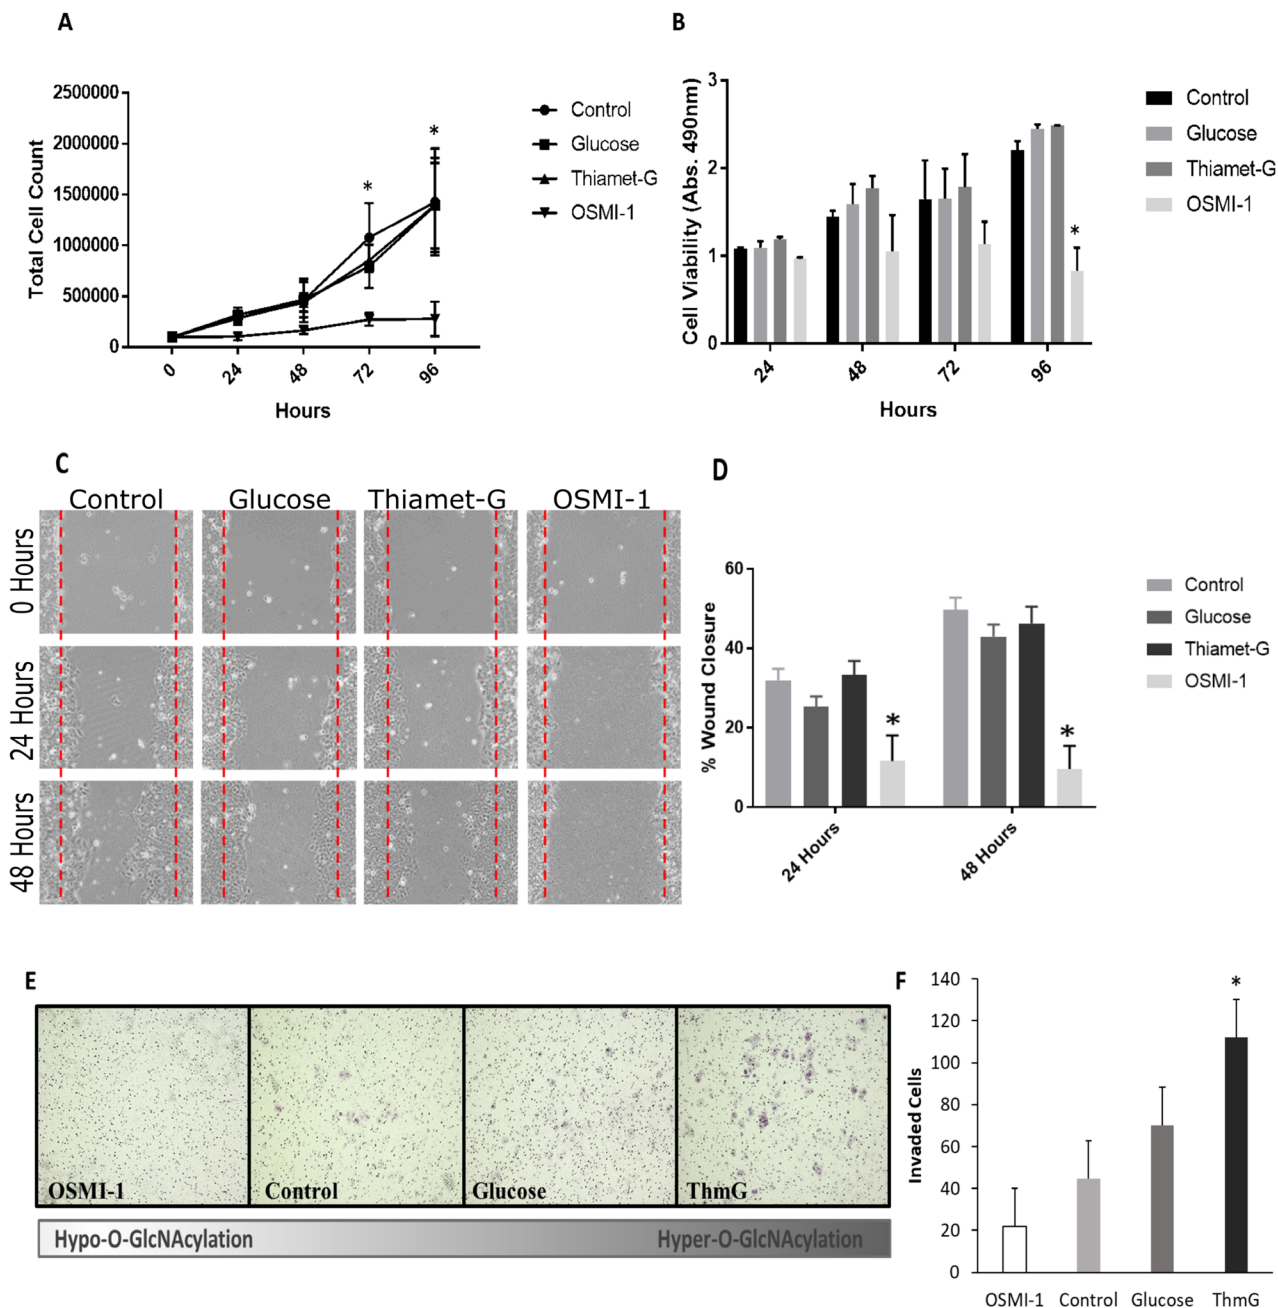 A
2500000
2000000
1500000
1000000
500000
0
Total Cell Count
0 24 48 72 96
Hours
* *
Control
Glucose
Thiamet-G
OSMI-1
B
3
2
1
0
Cell Viability (Abs. 490nm)
24 48 72 96
Hours
*
Control
Glucose
Thiamet-G
OSMI-1
C
Control Glucose Thiamet-G OSMI-1
0 Hours
24 Hours
48 Hours
D
60
40
20
0
% Wound Closure
* *
24 Hours 48 Hours
Control
Glucose
Thiamet-G
OSMI-1
E
OSMI-1 Control Glucose ThmG
Hypo-O-GlcNAcylation Hyper-O-GlcNAcylation
F
140
120
100
80
60
40
20
0
Invaded Cells
*
OSMI-1 Control Glucose ThmG